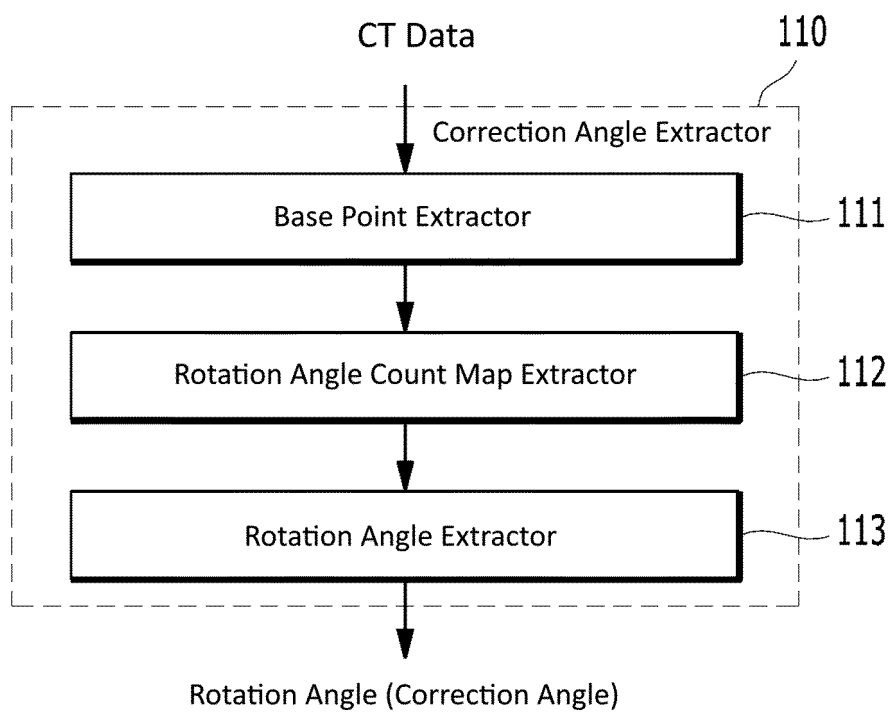 CT Data
110
Correction Angle Extractor
Base Point Extractor
111
Rotation Angle Count Map Extractor
112
Rotation Angle Extractor
113
Rotation Angle (Correction Angle)